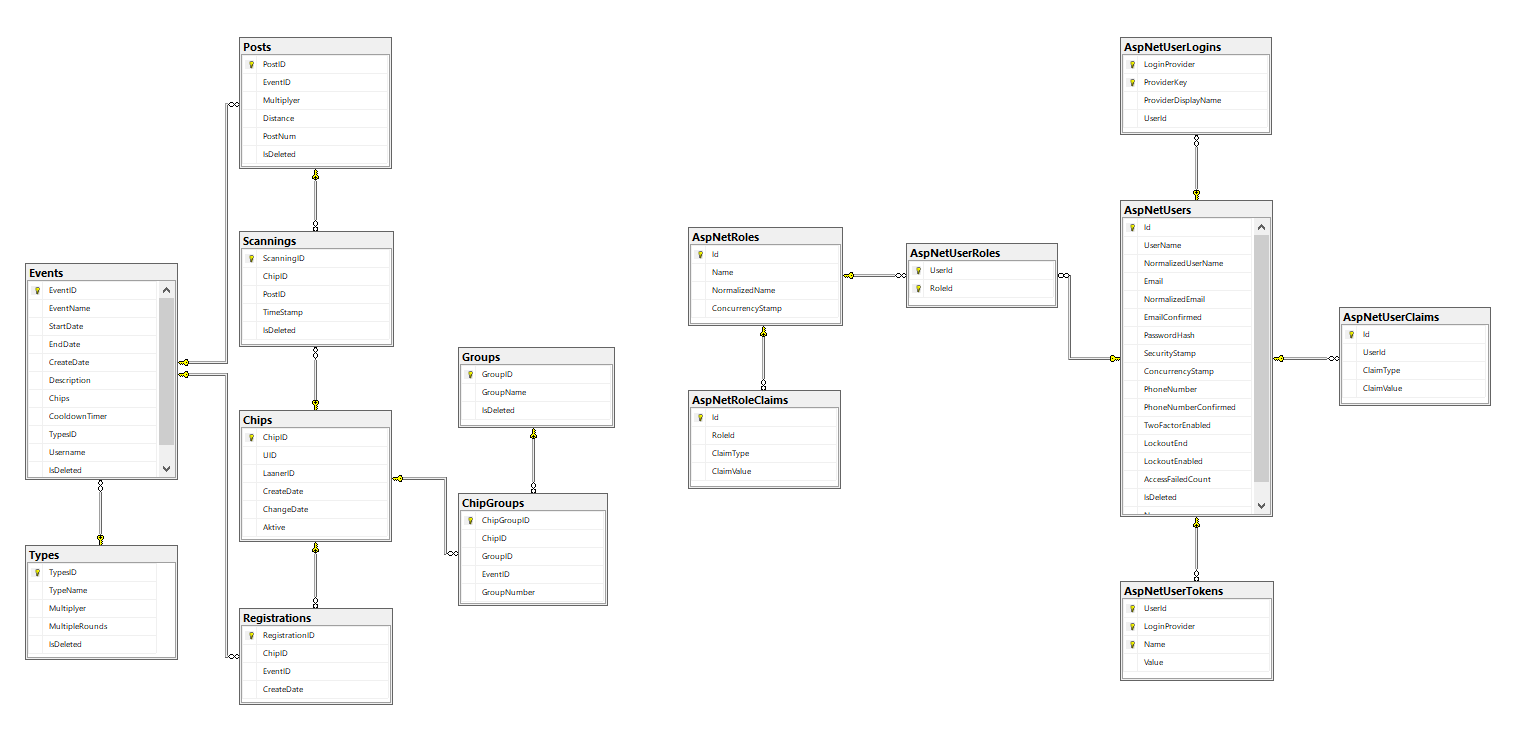 Posts
PostID
EventID
Multiplyer
Distance
PostNum
IsDeleted
Scannings
ScanningID
ChipID
PostID
TimeStamp
IsDeleted
Events
EventID
EventName
StartDate
EndDate
CreateDate
Description
Chips
CooldownTimer
TypesID
Username
IsDeleted
Types
TypesID
TypeName
Multiplyer
MultipleRounds
IsDeleted
Chips
ChipID
UID
LaanerID
CreateDate
ChangeDate
Aktive
Registrations
RegistrationID
ChipID
EventID
CreateDate
Groups
GroupID
GroupName
IsDeleted
ChipGroups
ChipGroupID
ChipID
GroupID
EventID
GroupNumber
AspNetRoles
Id
Name
NormalizedName
ConcurrencyStamp
AspNetRoleClaims
Id
RoleId
ClaimType
ClaimValue
AspNetUserRoles
UserId
RoleId
AspNetUserLogins
LoginProvider
ProviderKey
ProviderDisplayName
UserId
AspNetUsers
Id
UserName
NormalizedUserName
Email
NormalizedEmail
EmailConfirmed
PasswordHash
SecurityStamp
ConcurrencyStamp
PhoneNumber
PhoneNumberConfirmed
TwoFactorEnabled
LockoutEnd
LockoutEnabled
AccessFailedCount
IsDeleted
AspNetUserClaims
Id
UserId
ClaimType
ClaimValue
AspNetUserTokens
UserId
LoginProvider
Name
Value